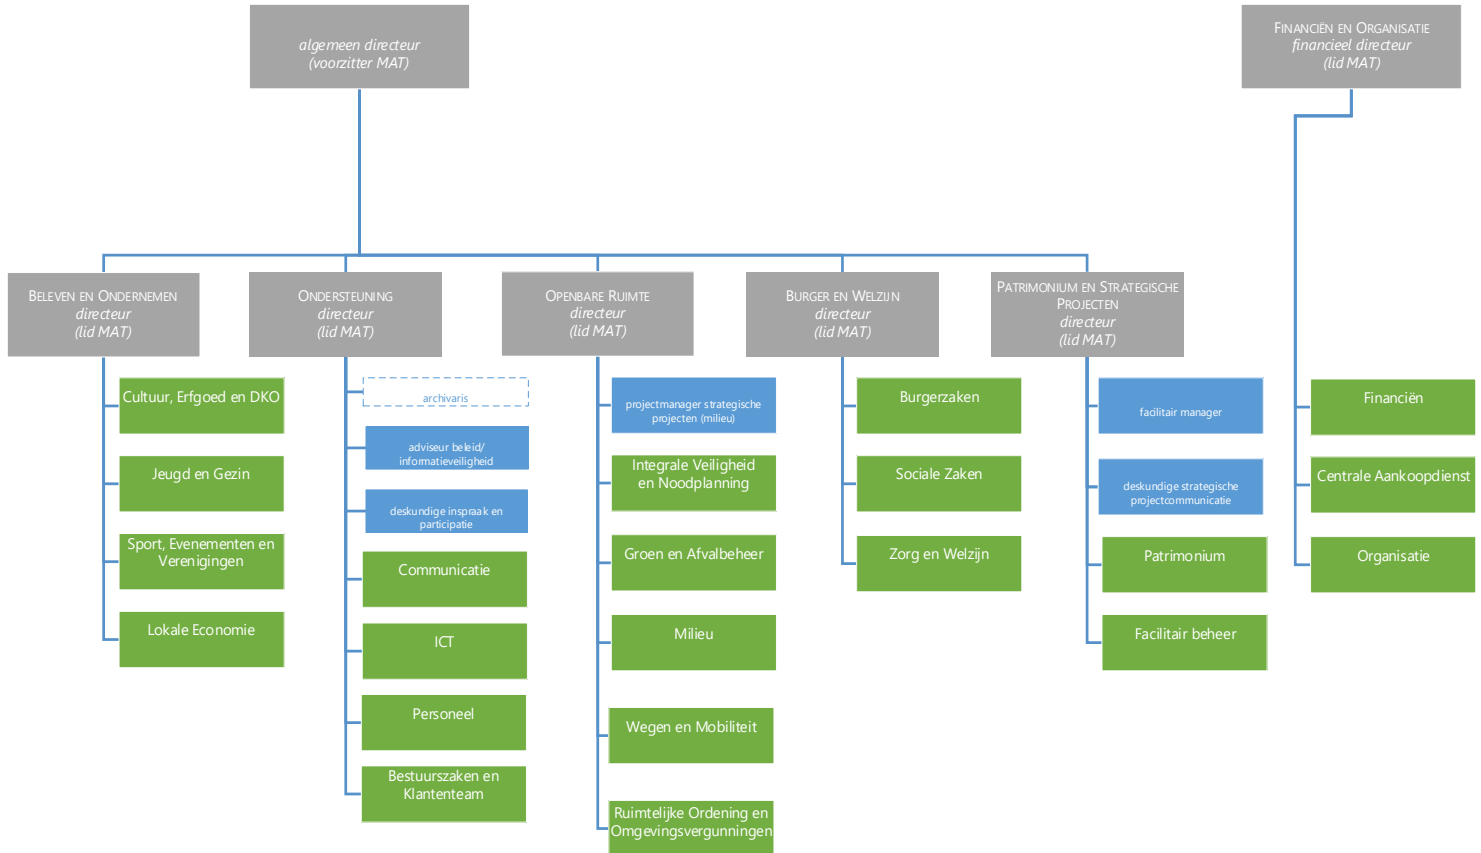 algemeen directeur
(voorzitter MAT)
FINANCIËN EN ORGANISATIE
financieel directeur
(lid MAT)
BELEVEN EN ONDERNEMEN
directeur
(lid MAT)
Cultuur, Erfgoed en DKO
Jeugd en Gezin
Sport, Evenementen en
Verenigingen
Lokale Economie
ONDERSTEUNING
directeur
(lid MAT)
archivaris
adviseur beleid/
informatieveiligheid
deskundige inspraak en
participatie
Communicatie
ICT
Personeel
Bestuurszaken en
Klantenteam
OPENBARE RUIMTE
directeur
(lid MAT)
projectmanager strategische
projecten (milieu)
Integrale Veiligheid
en Noodplanning
Groen en Afvalbeheer
Milieu
Wegen en Mobiliteit
Ruimtelijke Ordening en
Omgevingsvergunningen
BURGER EN WELZIJN
directeur
(lid MAT)
Burgerzaken
Sociale Zaken
Zorg en Welzijn
PATRIMONIUM EN STRATEGISCHE
PROJECTEN
directeur
(lid MAT)
facilitair manager
deskundige strategische
projectcommunicatie
Patrimonium
Facilitair beheer
Financiën
Centrale Aankoopdienst
Organisatie